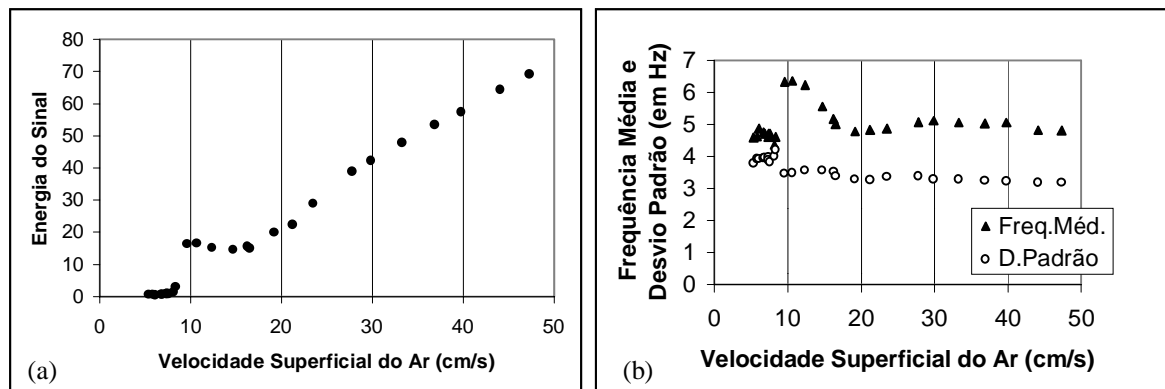 80
70
60
50
40
30
20
10
0
Energia do Sinal
0 10 20 30 40 50
Velocidade Superficial do Ar (cm/s)
(a)
7
6
5
4
3
2
1
0
Frequência Média e
Desvio Padrão (em Hz)
Freq.Méd.
D.Padrão
0 10 20 30 40 50
Velocidade Superficial do Ar (cm/s)
(b)